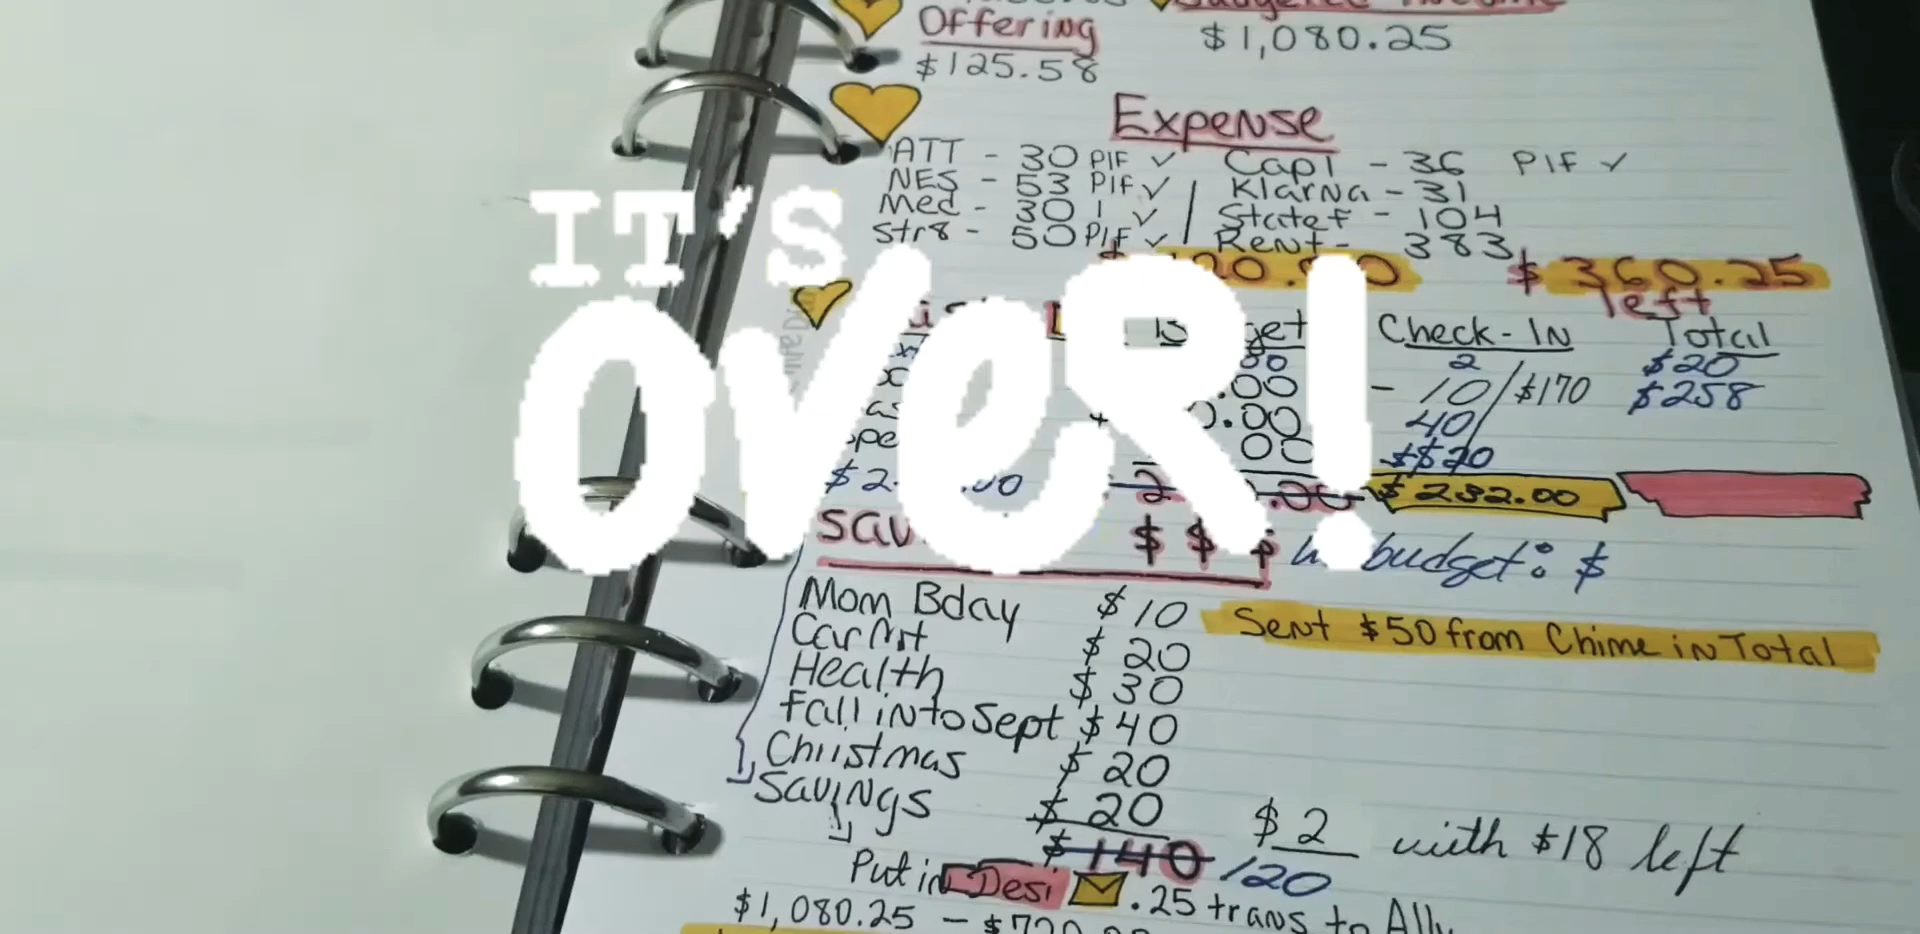 Offering
$125.58
Budgeted Income
$1,080.25
Expense
ATT - 30 PIF ✓ Cap1 - 36 PIF ✓
NES - 53 PIF ✓ Klarna - 31
Med - 30 ✓ Statef - 104
Str8 - 50 PIF ✓ Rent - 383
$ 360.25
left
IT'S
OVER!
Check-IN Total
2 $20
- 10 / $170 $258
40
$20
$232.00
$ $
budget: $
Mom Bday $10
Sent $50 from Chime in Total
$20
Health $30
Fall into Sept $40
Christmas $20
Savings $20
$140 120
$2 with $18 left
Put in Desi .25 trans to Ally
$1,080.25 -